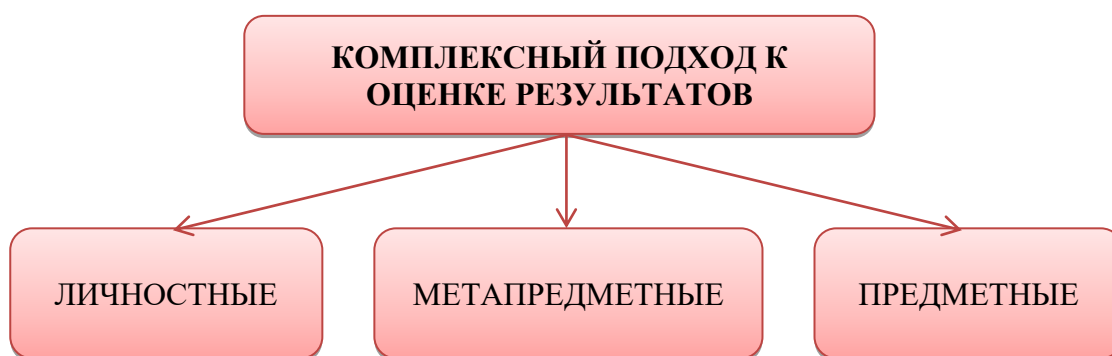 КОМПЛЕКСНЫЙ ПОДХОД К
ОЦЕНКЕ РЕЗУЛЬТАТОВ
ЛИЧНОСТНЫЕ
МЕТАПРЕДМЕТНЫЕ
ПРЕДМЕТНЫЕ